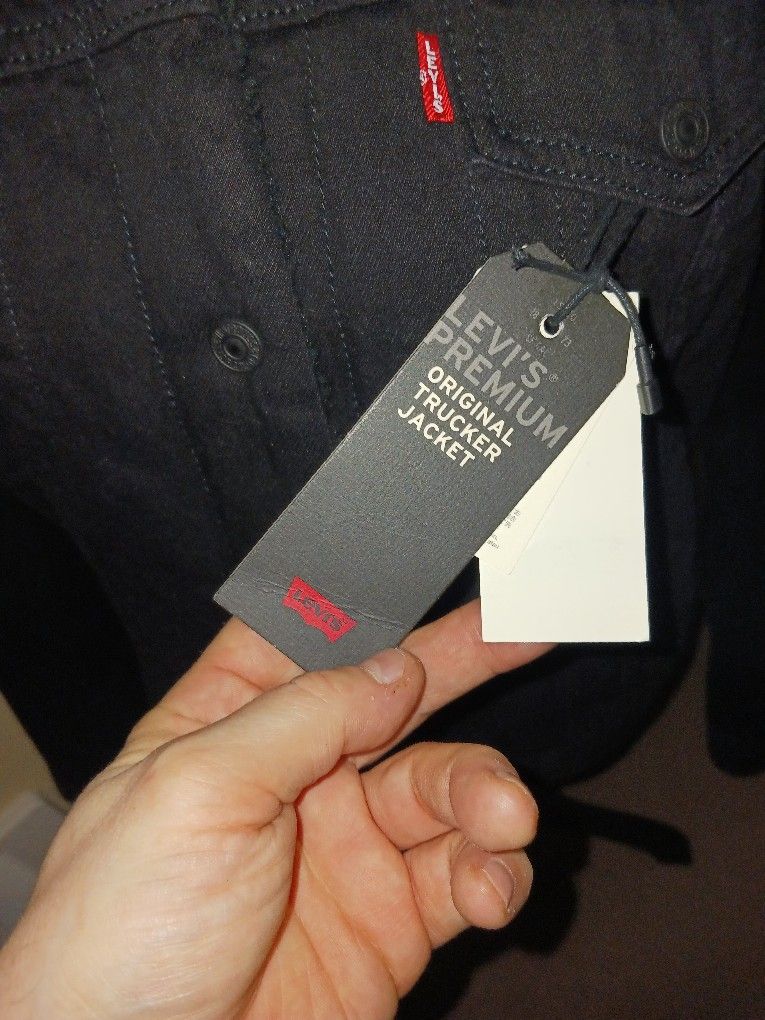 LEVI'S
LEVI'S®
PREMIUM
ORIGINAL
TRUCKER
JACKET
LEVI'S